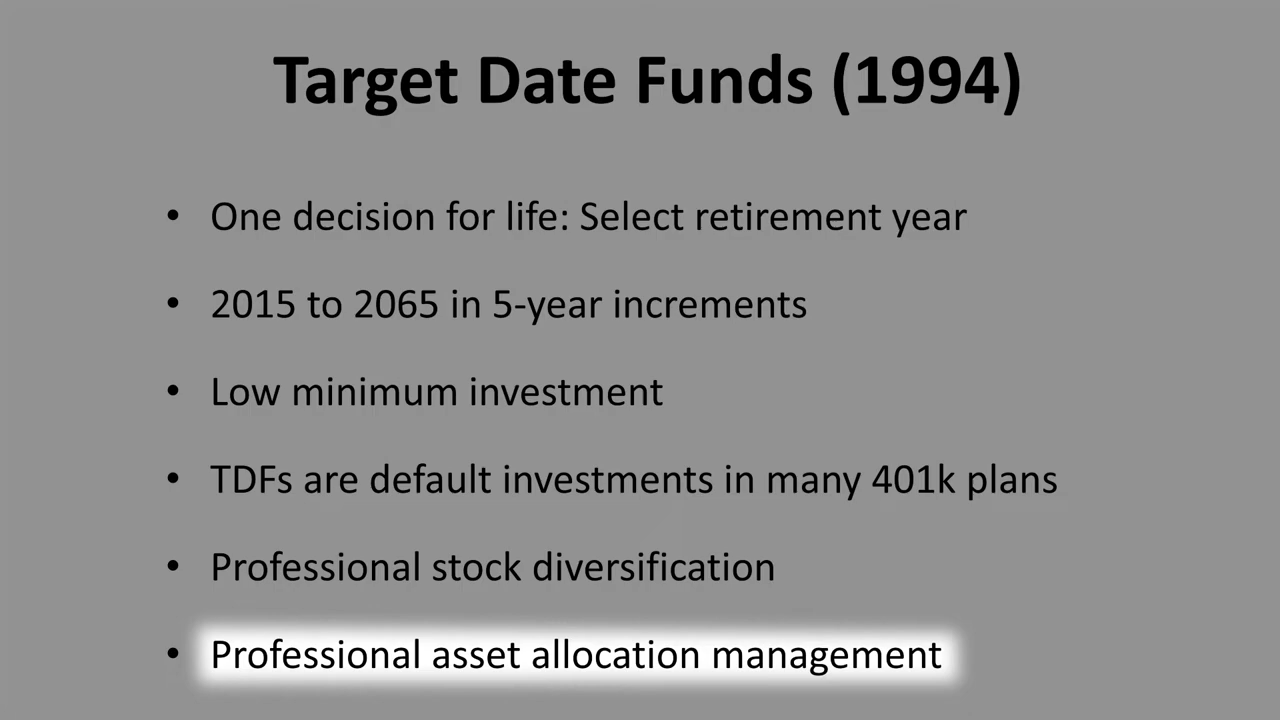 Target Date Funds (1994)
• One decision for life: Select retirement year
• 2015 to 2065 in 5-year increments
• Low minimum investment
• TDFs are default investments in many 401k plans
• Professional stock diversification
• Professional asset allocation management